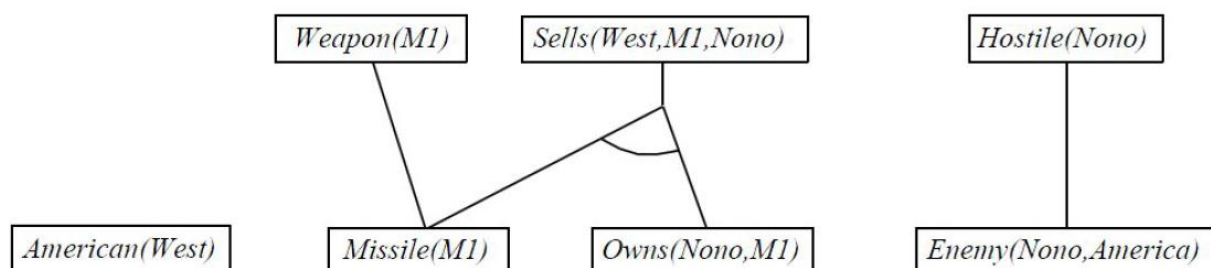 Weapon(M1)
Sells(West,M1,Nono)
Hostile(Nono)
American(West)
Missile(M1)
Owns(Nono,M1)
Enemy(Nono,America)